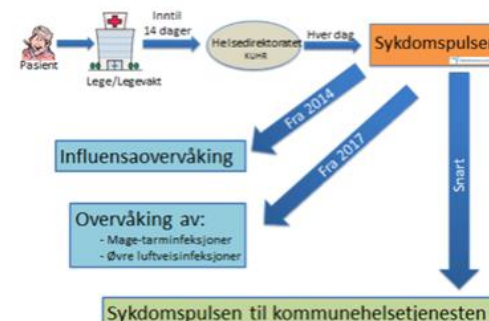 Inntil
14 dager
Pasient
Lege/Legevakt
Helsedirektoratet
KUHR
Hver dag
Sykdomspulsen
Fra 2014
Influensaovervåking
Fra 2017
Overvåking av:
- Mage-tarminfeksjoner
- Øvre luftveisinfeksjoner
Snart
Sykdomspulsen til kommunehelsetjenesten